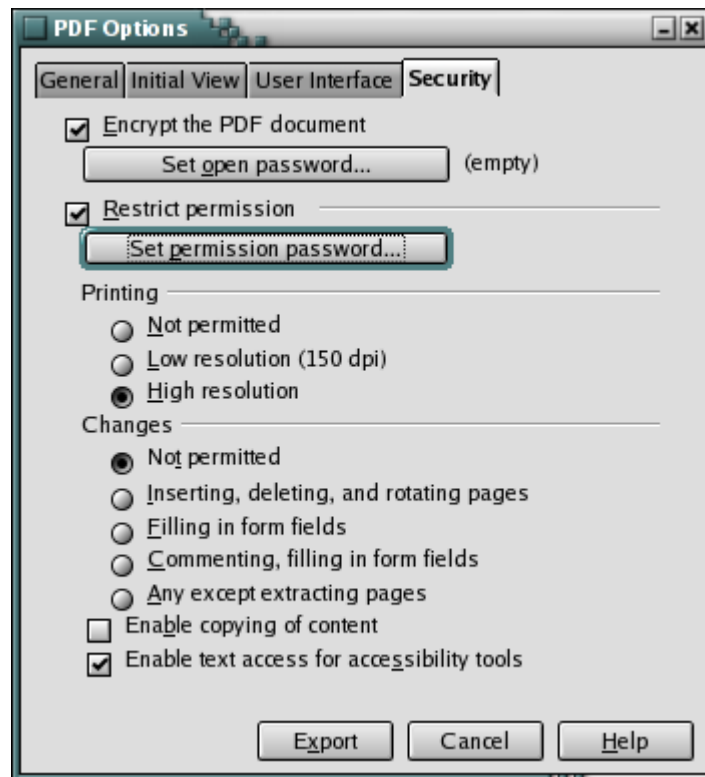 PDF Options
General Initial View User Interface Security
Encrypt the PDF document
Set open password... (empty)
Restrict permission
Set permission password...
Printing
Not permitted
Low resolution (150 dpi)
High resolution
Changes
Not permitted
Inserting, deleting, and rotating pages
Filling in form fields
Commenting, filling in form fields
Any except extracting pages
Enable copying of content
Enable text access for accessibility tools
Export Cancel Help